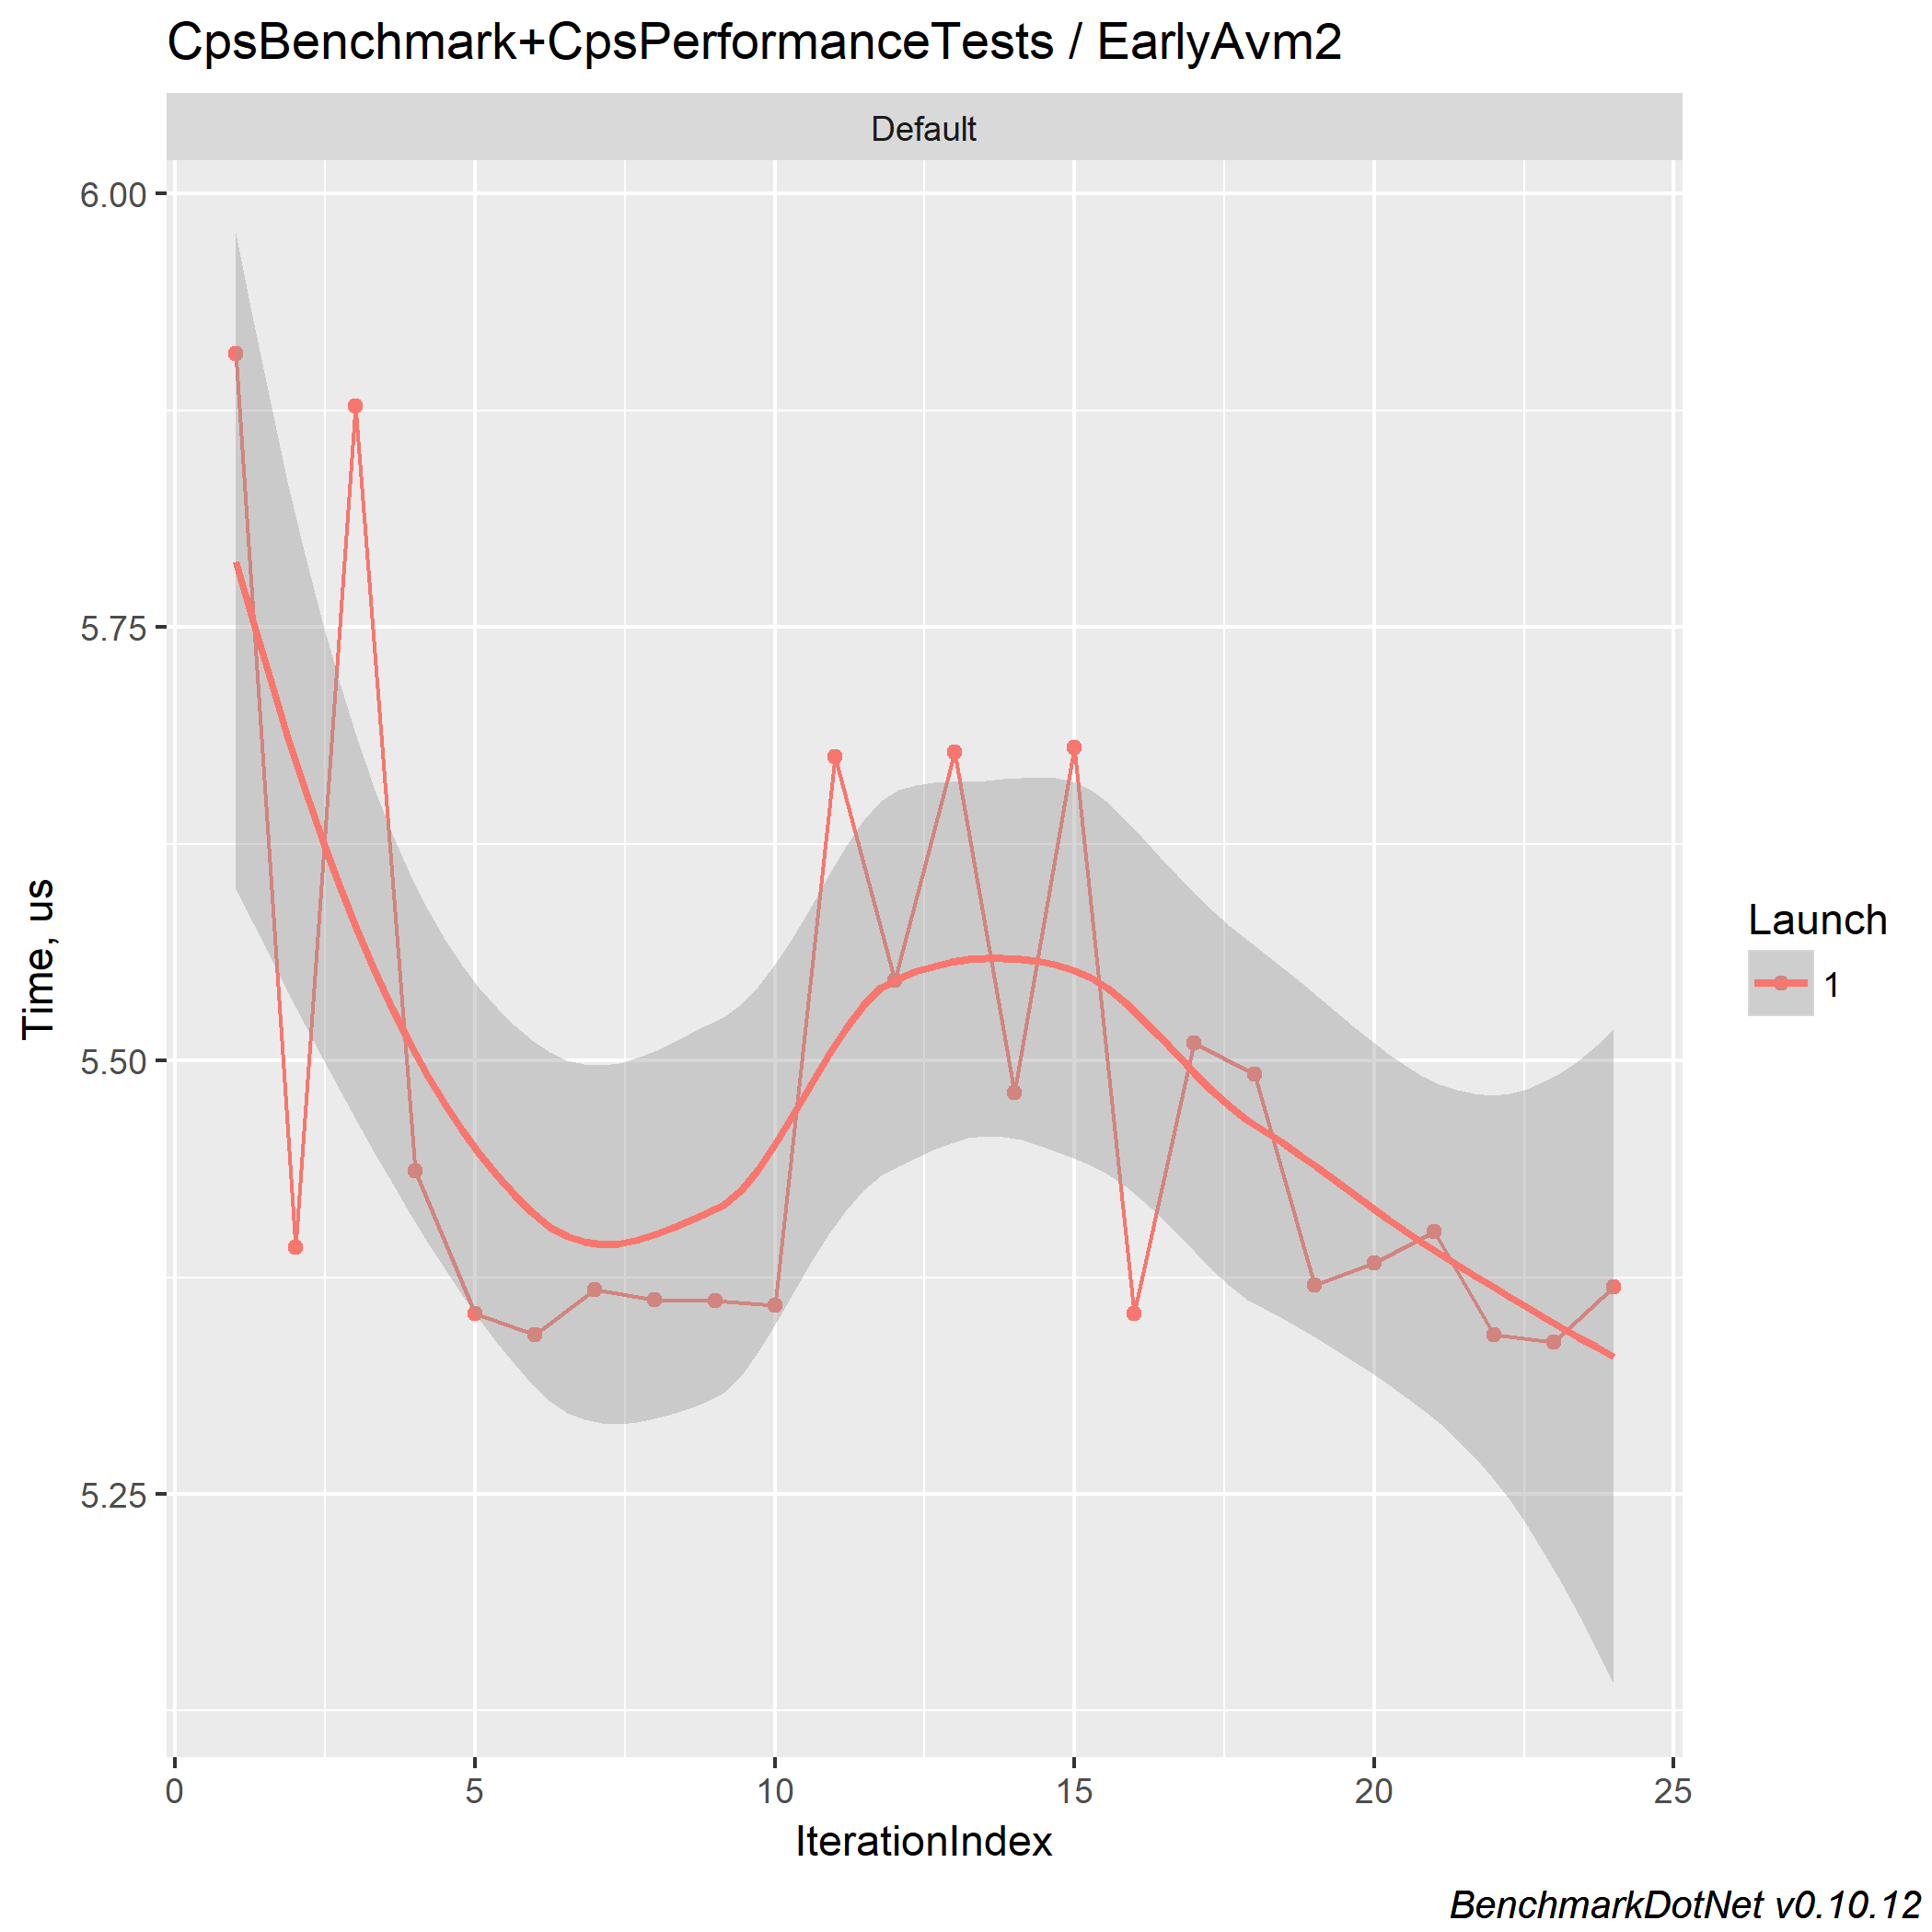 CpsBenchmark+CpsPerformanceTests / EarlyAvm2
Default
6.00
5.75
5.50
5.25
Time, us
0 5 10 15 20 25
IterationIndex
Launch
1
BenchmarkDotNet v0.10.12